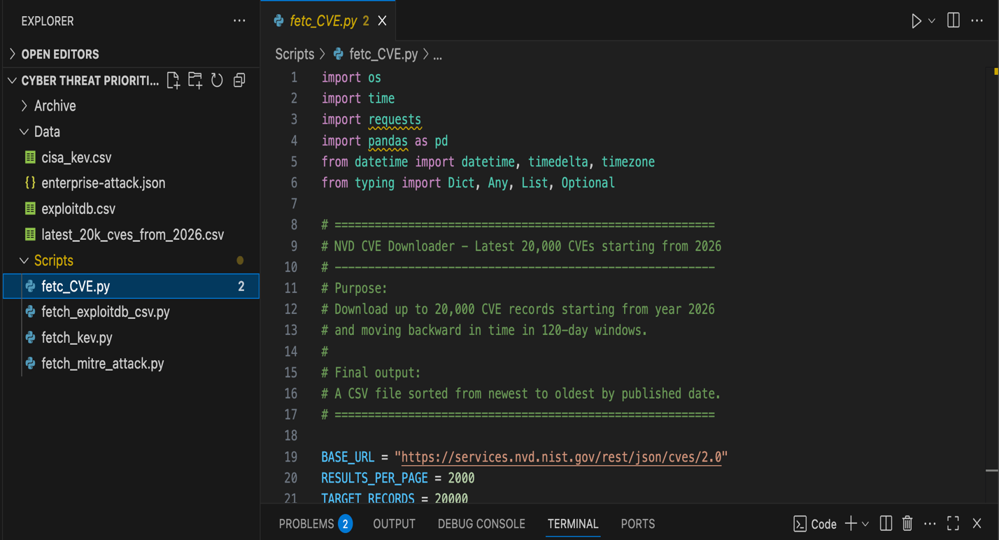 EXPLORER
OPEN EDITORS
CYBER THREAT PRIORITI...
Archive
Data
cisa_kev.csv
{} enterprise-attack.json
exploitdb.csv
latest_20k_cves_from_2026.csv
Scripts
fetc_CVE.py 2
fetch_exploitdb_csv.py
fetch_kev.py
fetch_mitre_attack.py
fetc_CVE.py 2
Scripts > fetc_CVE.py > ...
1 import os
2 import time
3 import requests
4 import pandas as pd
5 from datetime import datetime, timedelta, timezone
6 from typing import Dict, Any, List, Optional
7
8 # =========================================================
9 # NVD CVE Downloader – Latest 20,000 CVEs starting from 2026
10 # ---------------------------------------------------------
11 # Purpose:
12 # Download up to 20,000 CVE records starting from year 2026
13 # and moving backward in time in 120-day windows.
14 #
15 # Final output:
16 # A CSV file sorted from newest to oldest by published date.
17 # =========================================================
18
19 BASE_URL = "https://services.nvd.nist.gov/rest/json/cves/2.0"
20 RESULTS_PER_PAGE = 2000
21 TARGET_RECORDS = 20000
PROBLEMS 2 OUTPUT DEBUG CONSOLE TERMINAL PORTS Code